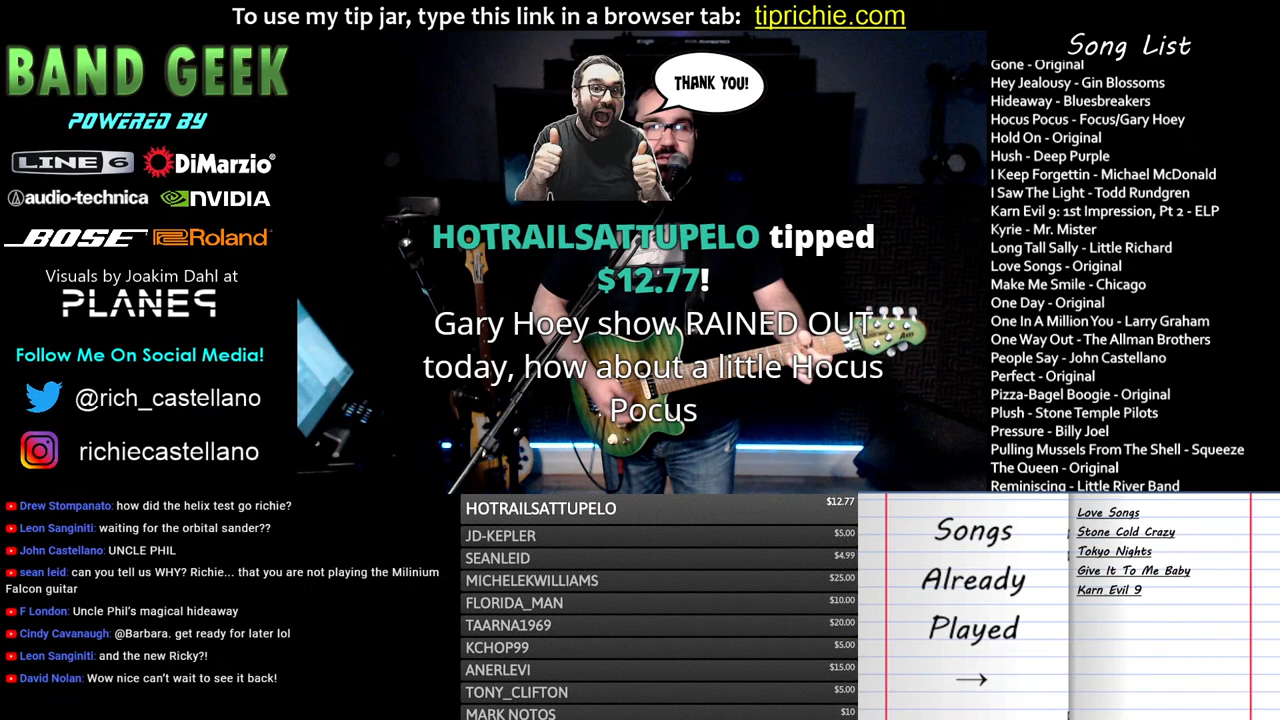 To use my tip jar, type this link in a browser tab: tiprichie.com
BAND GEEK
POWERED BY
LINE 6 DiMarzio
audio-technica NVIDIA
BOSE Roland
Visuals by Joakim Dahl at
PLANE9
Follow Me On Social Media!
@rich_castellano
richiecastellano
THANK YOU!
HOTRAILSATTUPELO tipped
$12.77!
Gary Hoey show RAINED OUT
today, how about a little Hocus
Pocus
Song List
Gone - Original
Hey Jealousy - Gin Blossoms
Hideaway - Bluesbreakers
Hocus Pocus - Focus/Gary Hoey
Hold On - Original
Hush - Deep Purple
I Keep Forgettin - Michael McDonald
I Saw The Light - Todd Rundgren
Karn Evil 9: 1st Impression, Pt 2 - ELP
Kyrie - Mr. Mister
Long Tall Sally - Little Richard
Love Songs - Original
Make Me Smile - Chicago
One Day - Original
One In A Million You - Larry Graham
One Way Out - The Allman Brothers
People Say - John Castellano
Perfect - Original
Pizza-Bagel Boogie - Original
Plush - Stone Temple Pilots
Pressure - Billy Joel
Pulling Mussels From The Shell - Squeeze
The Queen - Original
Reminiscing - Little River Band
Drew Stompanato: how did the helix test go richie?
Leon Sanginiti: waiting for the orbital sander??
John Castellano: UNCLE PHIL
sean leid: can you tell us WHY? Richie... that you are not playing the Milinium
Falcon guitar
F London: Uncle Phil's magical hideaway
Cindy Cavanaugh: @Barbara. get ready for later lol
Leon Sanginiti: and the new Ricky?!
David Nolan: Wow nice can't wait to see it back!
HOTRAILSATTUPELO $12.77
JD-KEPLER $5.00
SEANLEID $4.99
MICHELEKWILLIAMS $25.00
FLORIDA_MAN $10.00
TAARNA1969 $20.00
KCHOP99 $5.00
ANERLEVI $15.00
TONY_CLIFTON $5.00
MARK NOTOS $10
Songs
Already
Played
→
Love Songs
Stone Cold Crazy
Tokyo Nights
Give It To Me Baby
Karn Evil 9